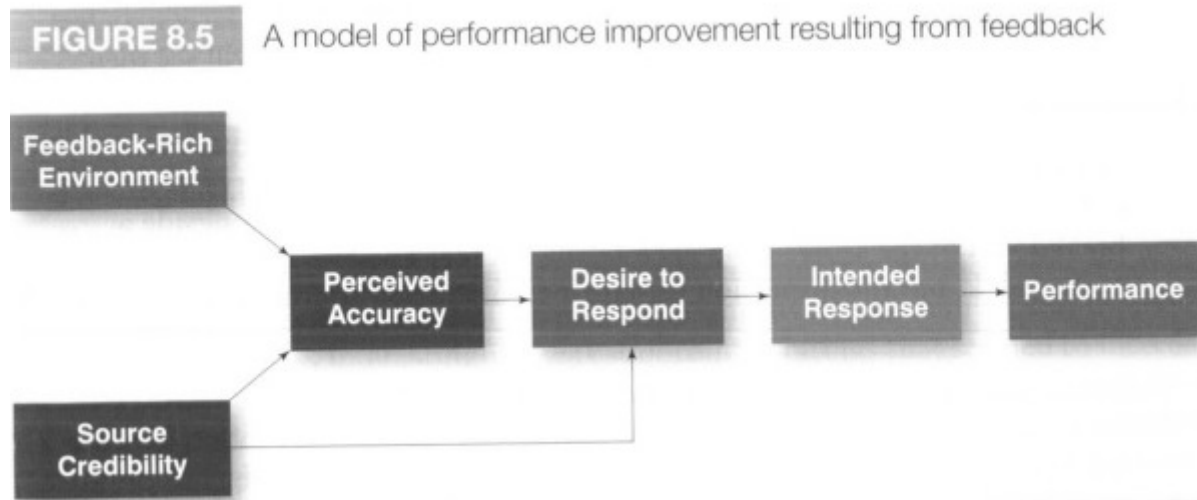 FIGURE 8.5 A model of performance improvement resulting from feedback
Feedback-Rich
Environment
Perceived
Accuracy
Desire to
Respond
Intended
Response
Performance
Source
Credibility